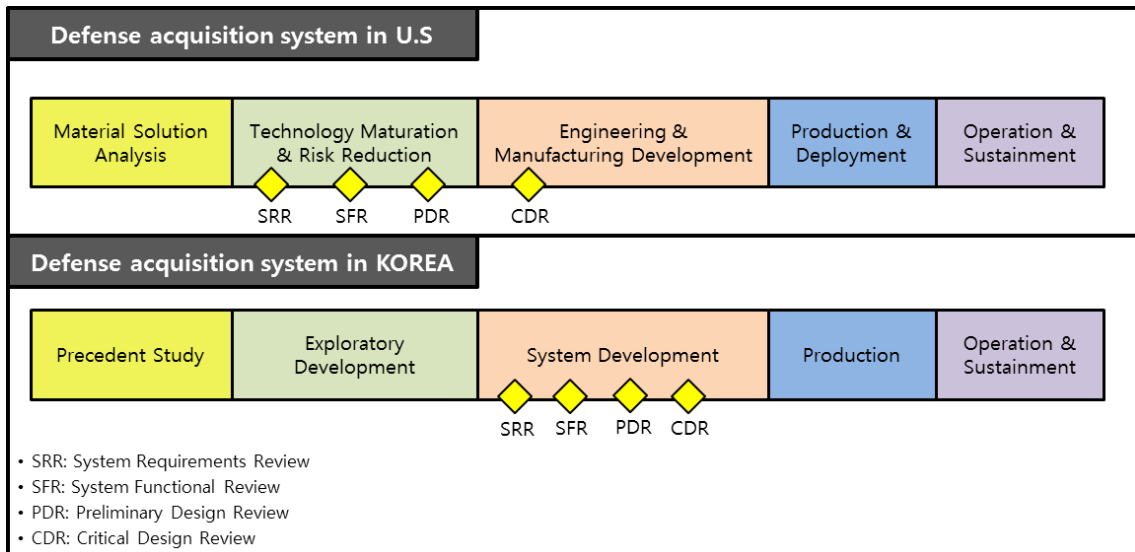 Defense acquisition system in U.S
Material Solution
Analysis
Technology Maturation
& Risk Reduction
Engineering &
Manufacturing Development
Production &
Deployment
Operation &
Sustainment
SRR
SFR
PDR
CDR
Defense acquisition system in KOREA
Precedent Study
Exploratory
Development
System Development
Production
Operation &
Sustainment
SRR
SFR
PDR
CDR
• SRR: System Requirements Review
• SFR: System Functional Review
• PDR: Preliminary Design Review
• CDR: Critical Design Review